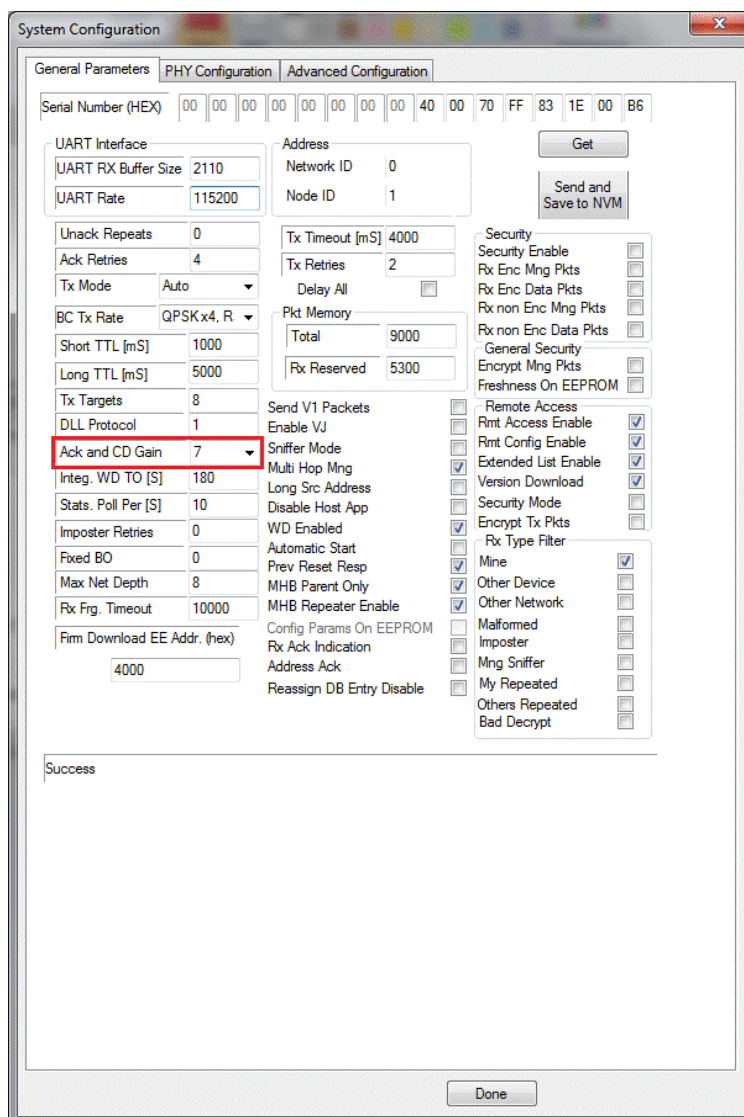 System Configuration
General Parameters PHY Configuration Advanced Configuration
Serial Number (HEX) 00 00 00 00 00 00 00 00 40 00 70 FF 83 1E 00 B6
UART Interface
UART RX Buffer Size 2110
UART Rate 115200
Address
Network ID 0
Node ID 1
Get
Send and
Save to NVM
Unack Repeats 0
Ack Retries 4
Tx Mode Auto
BC Tx Rate QPSK x4, R
Short TTL [mS] 1000
Long TTL [mS] 5000
Tx Targets 8
DLL Protocol 1
Ack and CD Gain 7
Integ. WD TO [S] 180
Stats. Poll Per [S] 10
Imposter Retries 0
Fixed BO 0
Max Net Depth 8
Rx Frg. Timeout 10000
Firm Download EE Addr. (hex)
4000
Tx Timeout [mS] 4000
Tx Retries 2
Delay All
Pkt Memory
Total 9000
Rx Reserved 5300
Send V1 Packets
Enable VJ
Sniffer Mode
Multi Hop Mng
Long Src Address
Disable Host App
WD Enabled
Automatic Start
Prev Reset Resp
MHB Parent Only
MHB Repeater Enable
Config Params On EEPROM
Rx Ack Indication
Address Ack
Reassign DB Entry Disable
Security
Security Enable
Rx Enc Mng Pkts
Rx Enc Data Pkts
Rx non Enc Mng Pkts
Rx non Enc Data Pkts
General Security
Encrypt Mng Pkts
Freshness On EEPROM
Remote Access
Rmt Access Enable
Rmt Config Enable
Extended List Enable
Version Download
Security Mode
Encrypt Tx Pkts
Rx Type Filter
Mine
Other Device
Other Network
Malformed
Imposter
Mng Sniffer
My Repeated
Others Repeated
Bad Decrypt
Success
Done